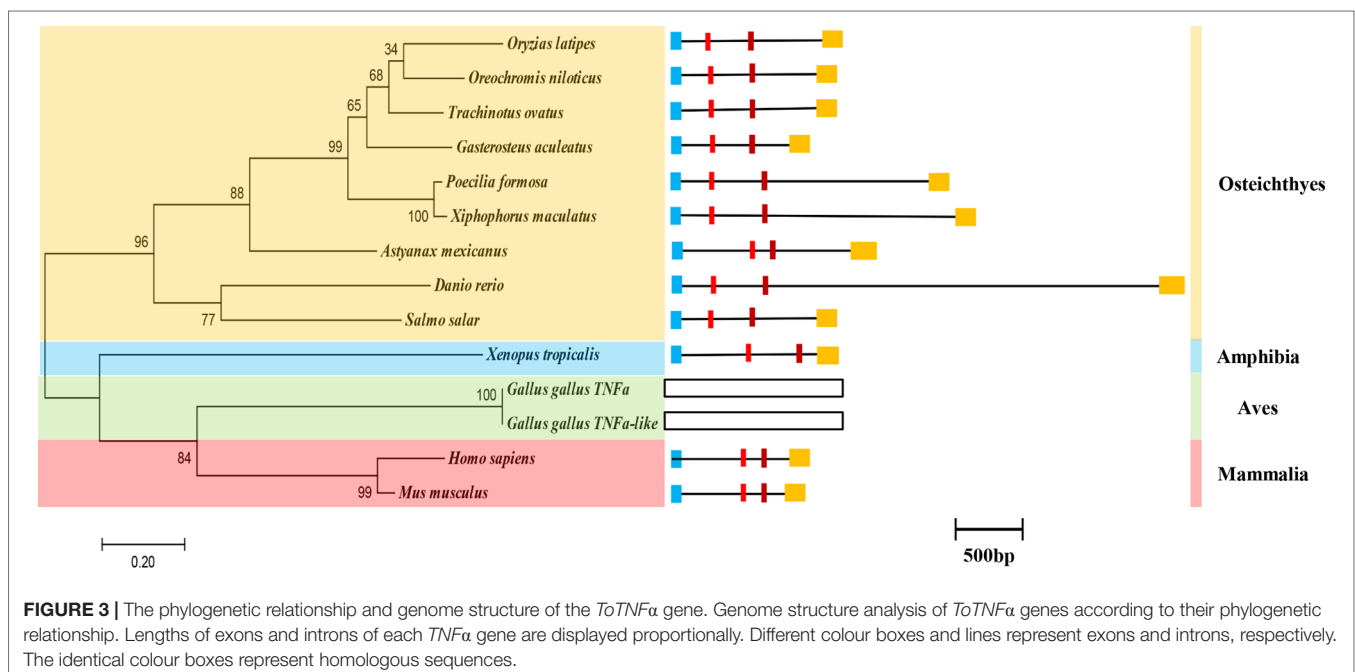 34
Oryzias latipes
68
Oreochromis niloticus
65
Trachinotus ovatus
99
Gasterosteus aculeatus
88
Poecilia formosa
Osteichthyes
100
Xiphophorus maculatus
96
Astyanax mexicanus
Danio rerio
77
Salmo salar
Xenopus tropicalis
Amphibia
100
Gallus gallus TNFa
Aves
Gallus gallus TNFa-like
84
Homo sapiens
Mammalia
99
Mus musculus
0.20
500bp
FIGURE 3 | The phylogenetic relationship and genome structure of the ToTNFα gene. Genome structure analysis of ToTNFα genes according to their phylogenetic
relationship. Lengths of exons and introns of each TNFα gene are displayed proportionally. Different colour boxes and lines represent exons and introns, respectively.
The identical colour boxes represent homologous sequences.